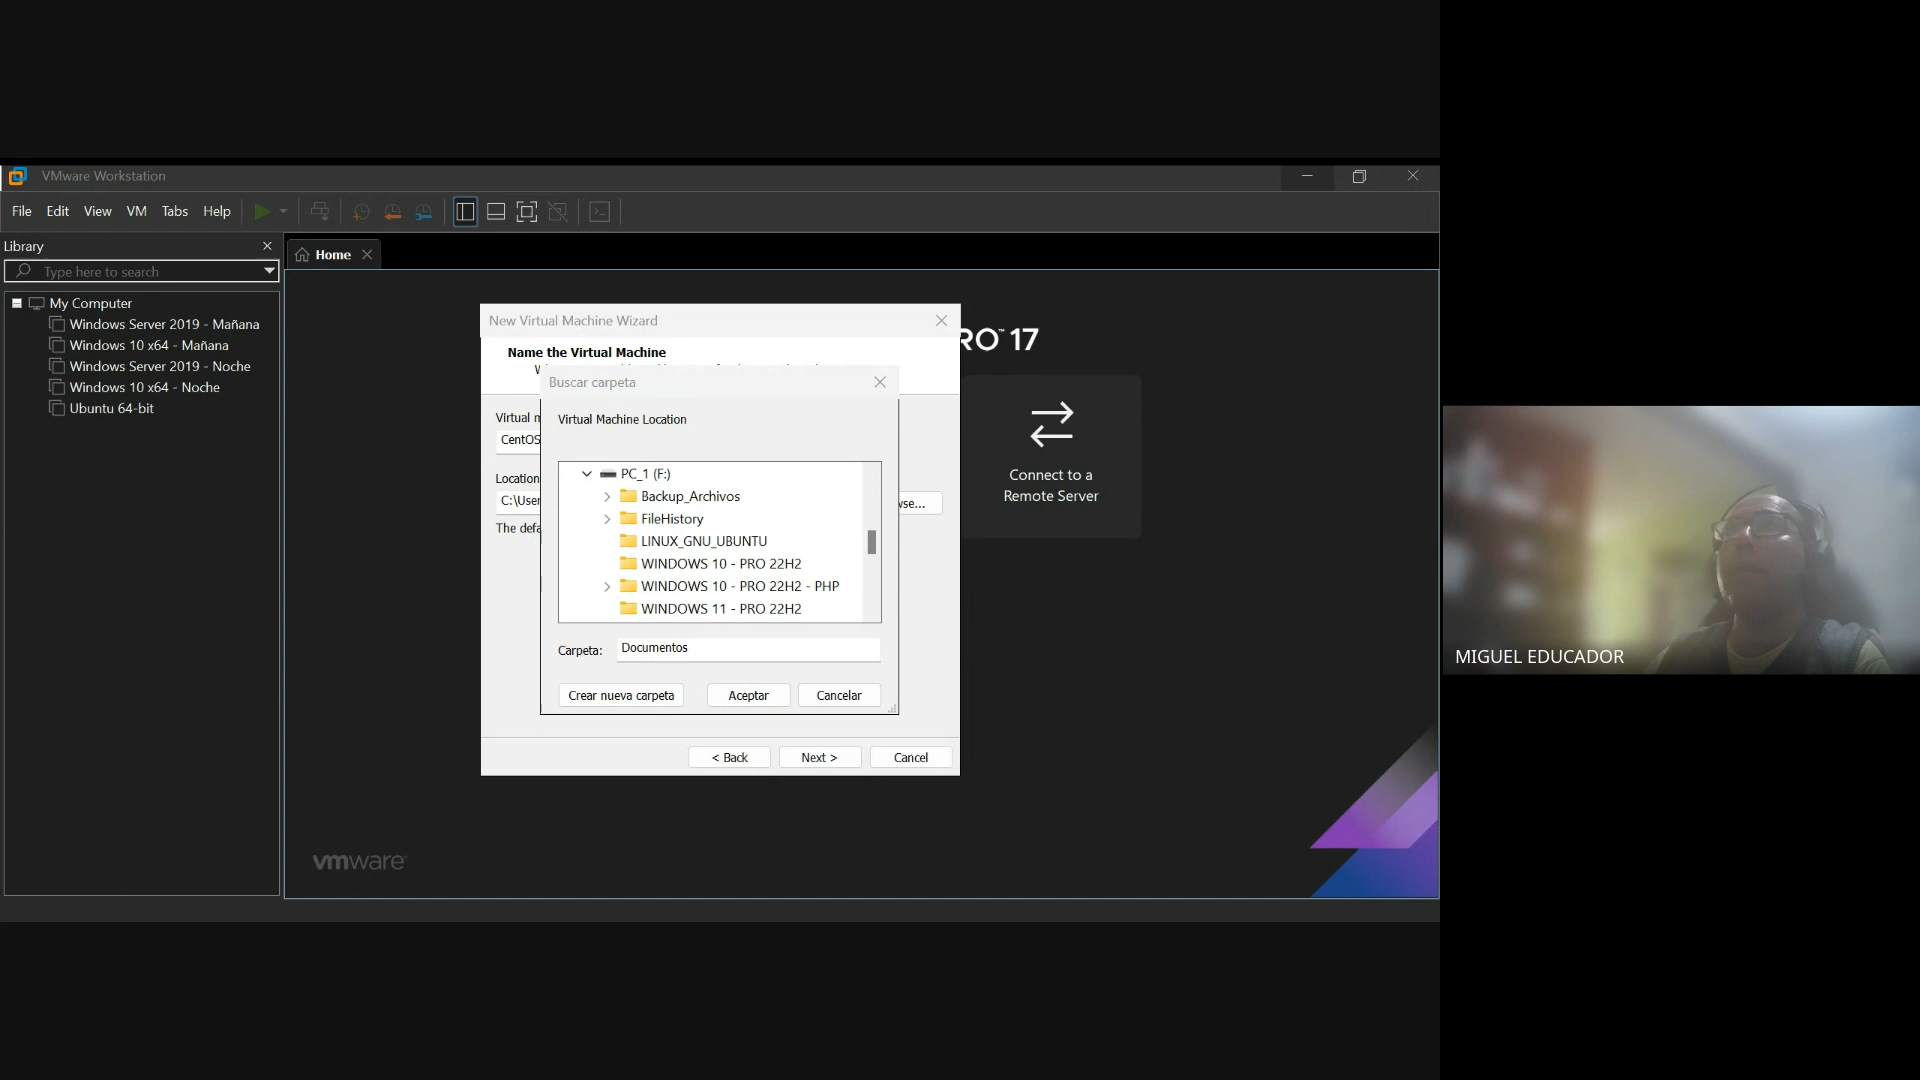 VMware Workstation
File Edit View VM Tabs Help
Library
Type here to search
Home
My Computer
Windows Server 2019 - Mañana
Windows 10 x64 - Mañana
Windows Server 2019 - Noche
Windows 10 x64 - Noche
Ubuntu 64-bit
New Virtual Machine Wizard
RO™ 17
Name the Virtual Machine
Buscar carpeta
Virtual m
Virtual Machine Location
CentOS
Location
C:\User
wse...
The defa
PC_1 (F:)
Backup_Archivos
FileHistory
LINUX_GNU_UBUNTU
WINDOWS 10 - PRO 22H2
WINDOWS 10 - PRO 22H2 - PHP
WINDOWS 11 - PRO 22H2
Carpeta: Documentos
Crear nueva carpeta Aceptar Cancelar
< Back Next > Cancel
Connect to a
Remote Server
vmware®
MIGUEL EDUCADOR